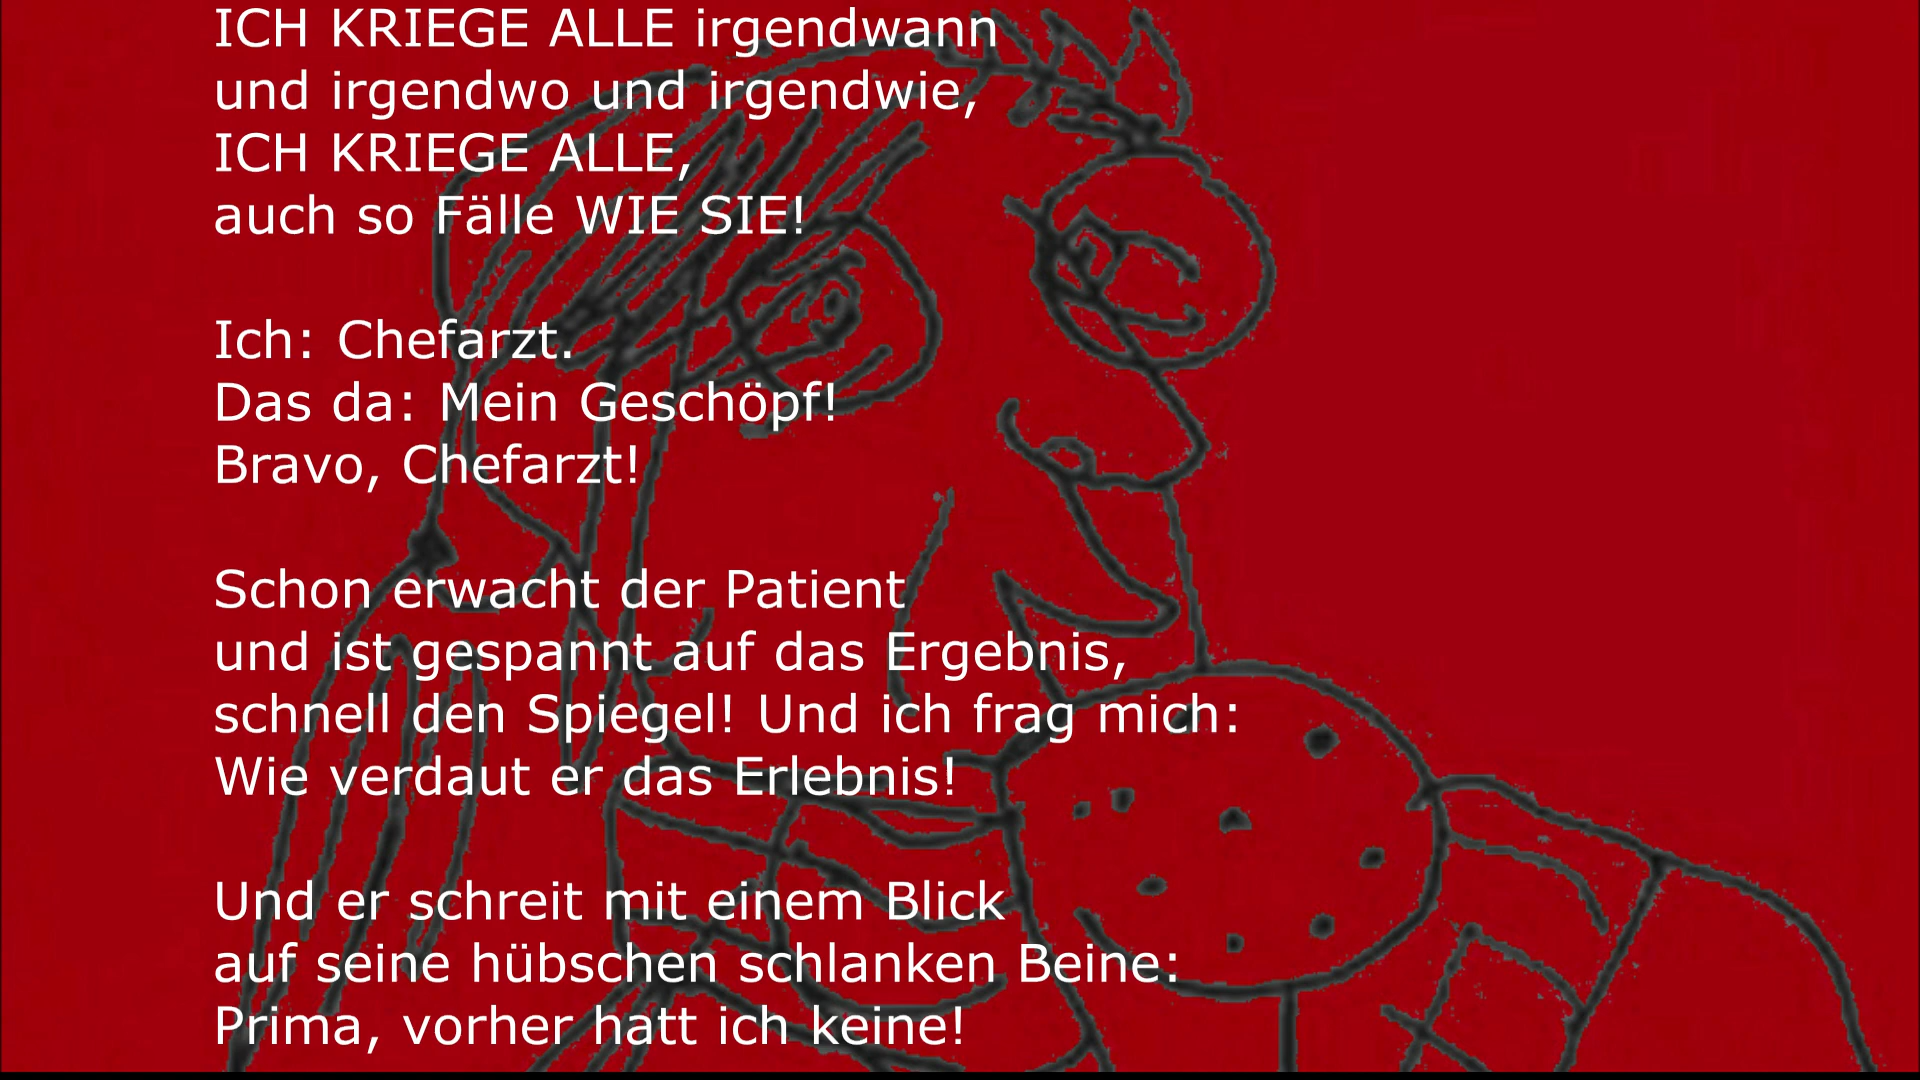 ICH KRIEGE ALLE irgendwann
und irgendwo und irgendwie,
ICH KRIEGE ALLE,
auch so Fälle WIE SIE!
Ich: Chefarzt.
Das da: Mein Geschöpf!
Bravo, Chefarzt!
Schon erwacht der Patient
und ist gespannt auf das Ergebnis,
schnell den Spiegel! Und ich frag mich:
Wie verdaut er das Erlebnis!
Und er schreit mit einem Blick
auf seine hübschen schlanken Beine:
Prima, vorher hatt ich keine!